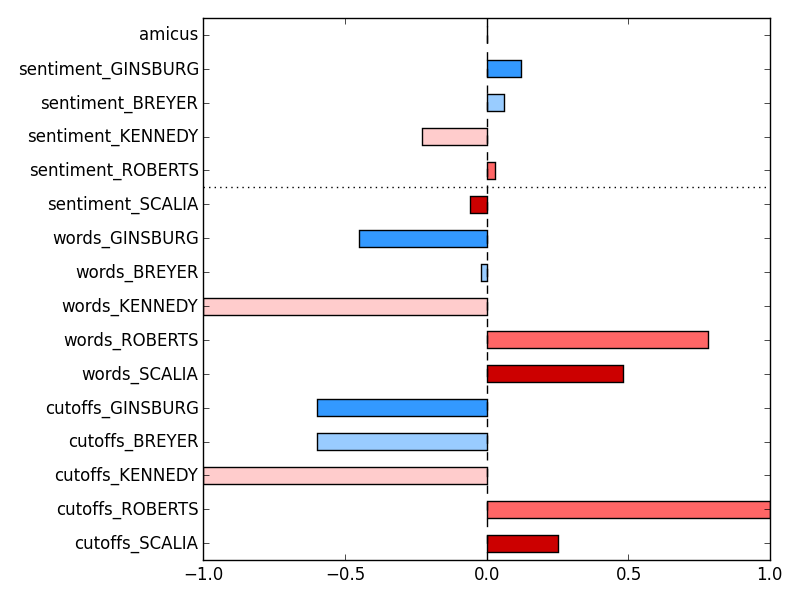 amicus
sentiment_GINSBURG
sentiment_BREYER
sentiment_KENNEDY
sentiment_ROBERTS
sentiment_SCALIA
words_GINSBURG
words_BREYER
words_KENNEDY
words_ROBERTS
words_SCALIA
cutoffs_GINSBURG
cutoffs_BREYER
cutoffs_KENNEDY
cutoffs_ROBERTS
cutoffs_SCALIA
−1.0 −0.5 0.0 0.5 1.0